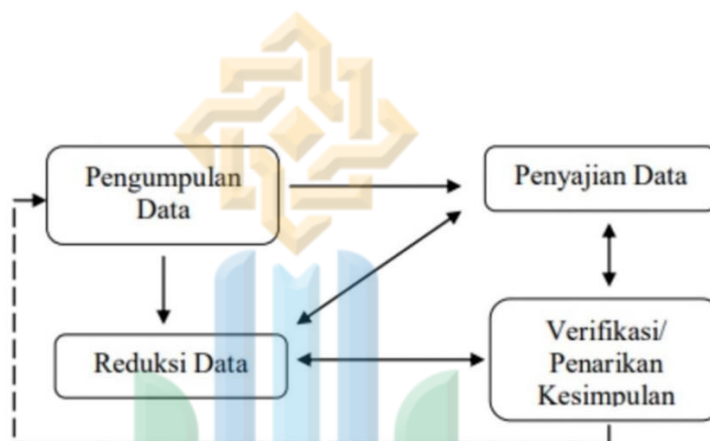 Pengumpulan
Data
Penyajian Data
Reduksi Data
Verifikasi/
Penarikan
Kesimpulan